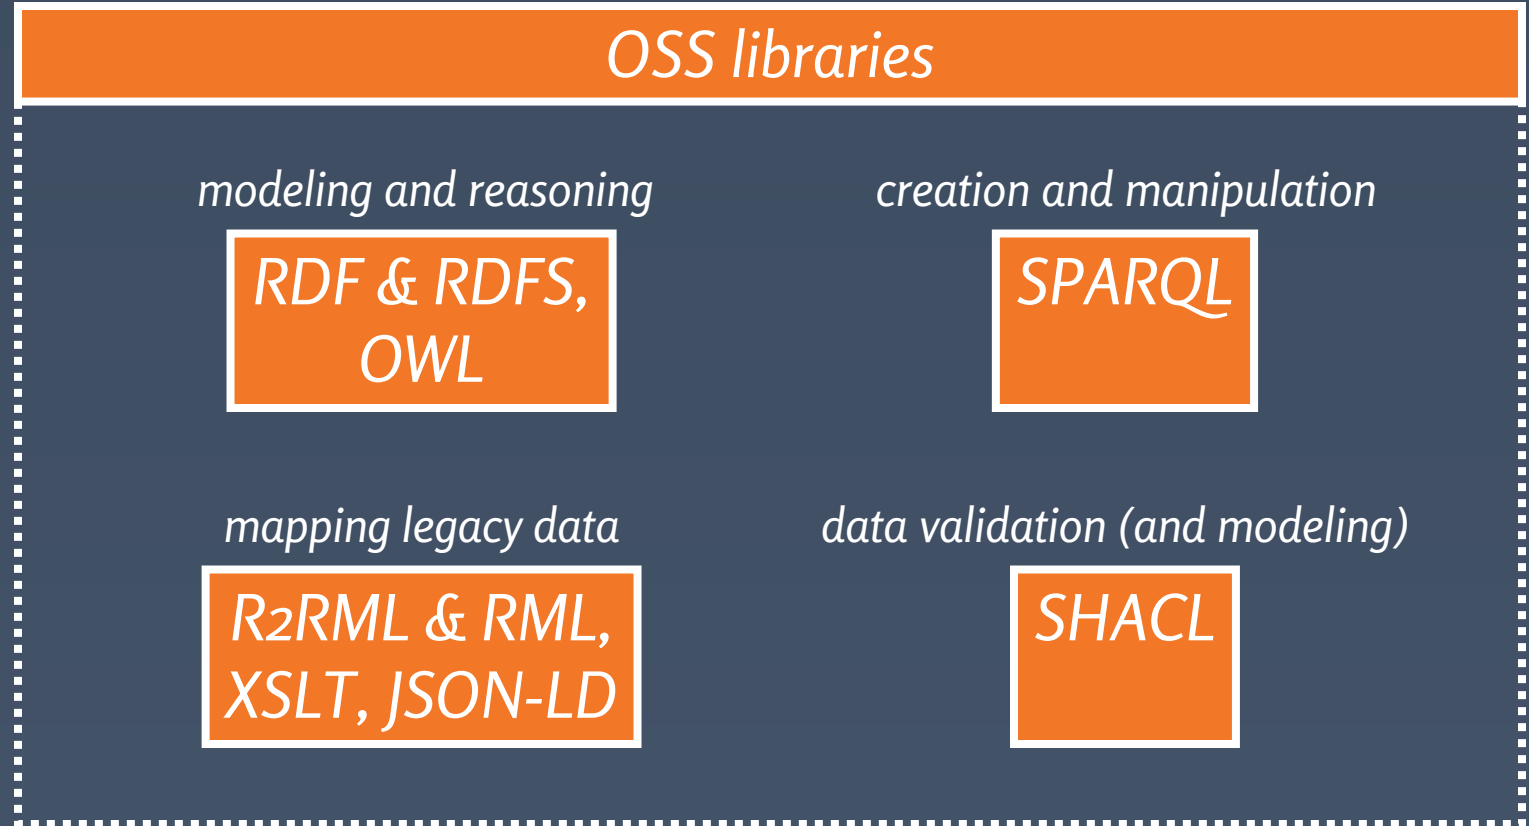 OSS libraries
modeling and reasoning
RDF & RDFS,
OWL
creation and manipulation
SPARQL
mapping legacy data
R2RML & RML,
XSLT, JSON-LD
data validation (and modeling)
SHACL